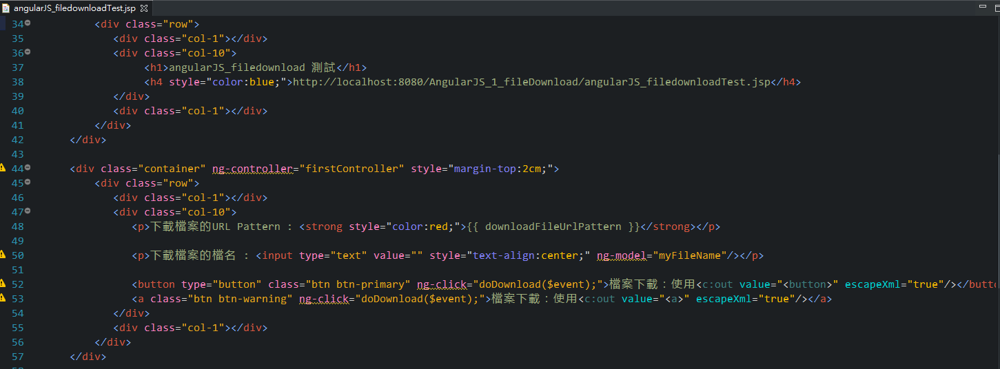 angularJS_filedownloadTest.jsp
34 <div class="row">
35 <div class="col-1"></div>
36 <div class="col-10">
37 <h1>angularJS_filedownload 測試</h1>
38 <h4 style="color:blue;">http://localhost:8080/AngularJS_1_fileDownload/angularJS_filedownloadTest.jsp</h4>
39 </div>
40 <div class="col-1"></div>
41 </div>
42 </div>
43
44 <div class="container" ng-controller="firstController" style="margin-top:2cm;">
45 <div class="row">
46 <div class="col-1"></div>
47 <div class="col-10">
48 <p>下載檔案的URL Pattern : <strong style="color:red;">{{ downloadFileUrlPattern }}</strong></p>
49
50 <p>下載檔案的檔名 : <input type="text" value="" style="text-align:center;" ng-model="myFileName"/></p>
51
52 <button type="button" class="btn btn-primary" ng-click="doDownload($event);">檔案下載：使用<c:out value="<button>" escapeXml="true"/></butto
53 <a class="btn btn-warning" ng-click="doDownload($event);">檔案下載：使用<c:out value="<a>" escapeXml="true"/></a>
54 </div>
55 <div class="col-1"></div>
56 </div>
57 </div>